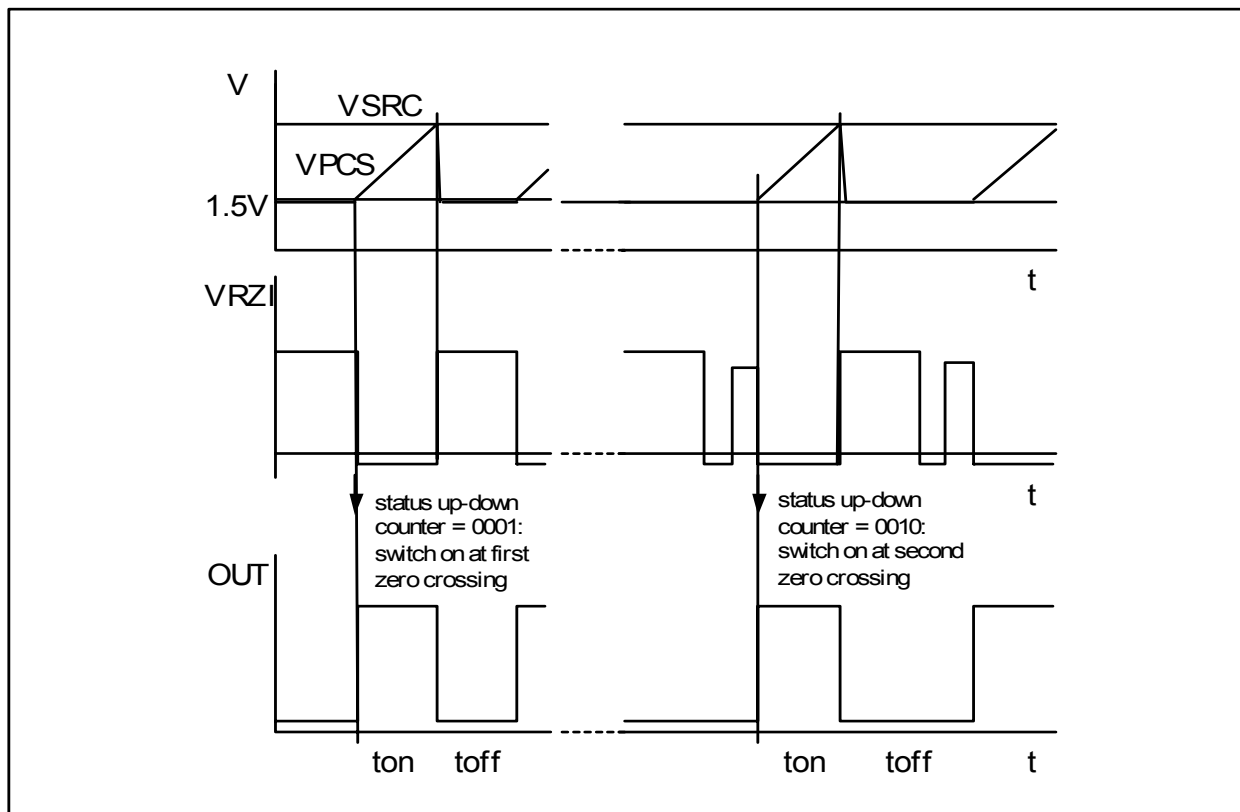 V
VSRC
VPCS
1.5V
t
VRZI
t
status up-down
counter = 0001:
switch on at first
zero crossing
status up-down
counter = 0010:
switch on at second
zero crossing
OUT
ton
toff
ton
toff
t